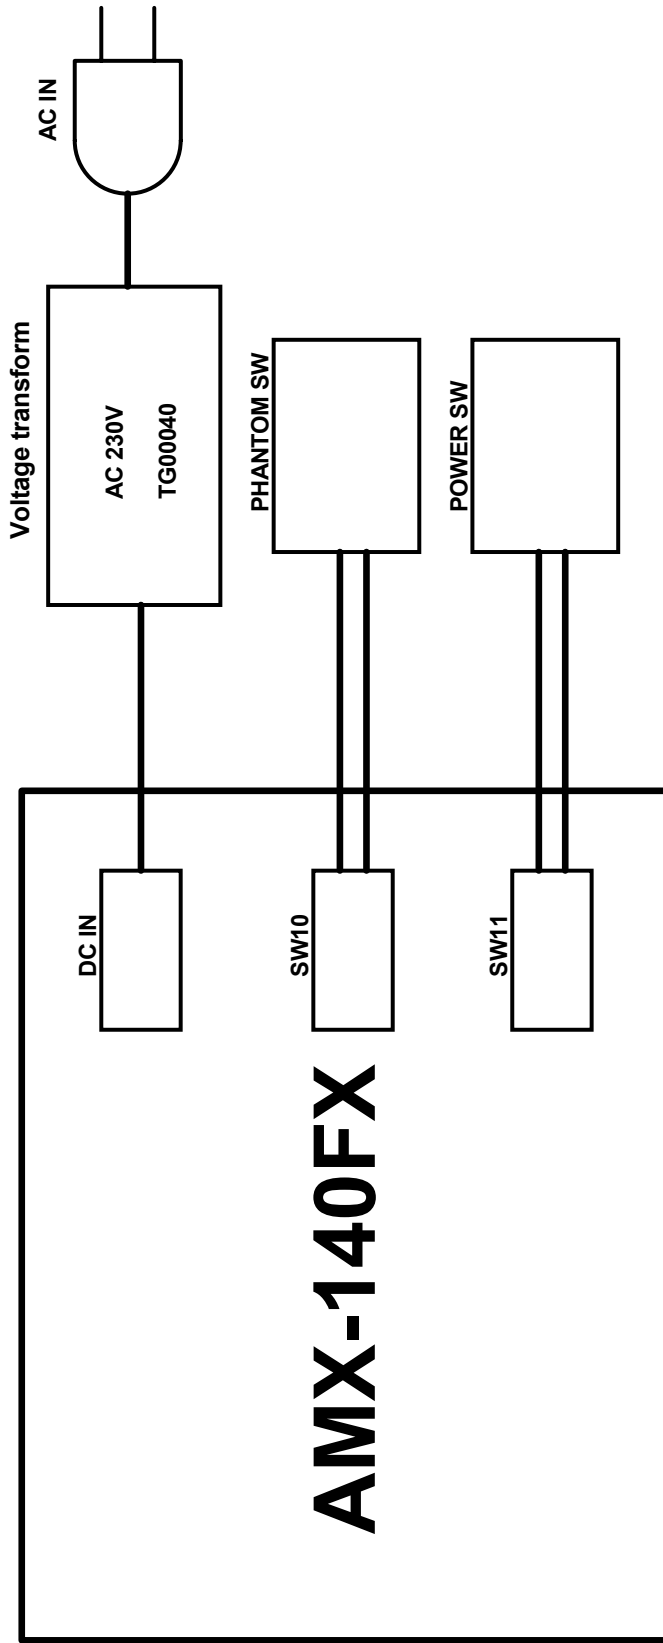 AC IN
Voltage transform
AC 230V
TG00040
PHANTOM SW
POWER SW
DC IN
SW10
SW11
AMX-140FX